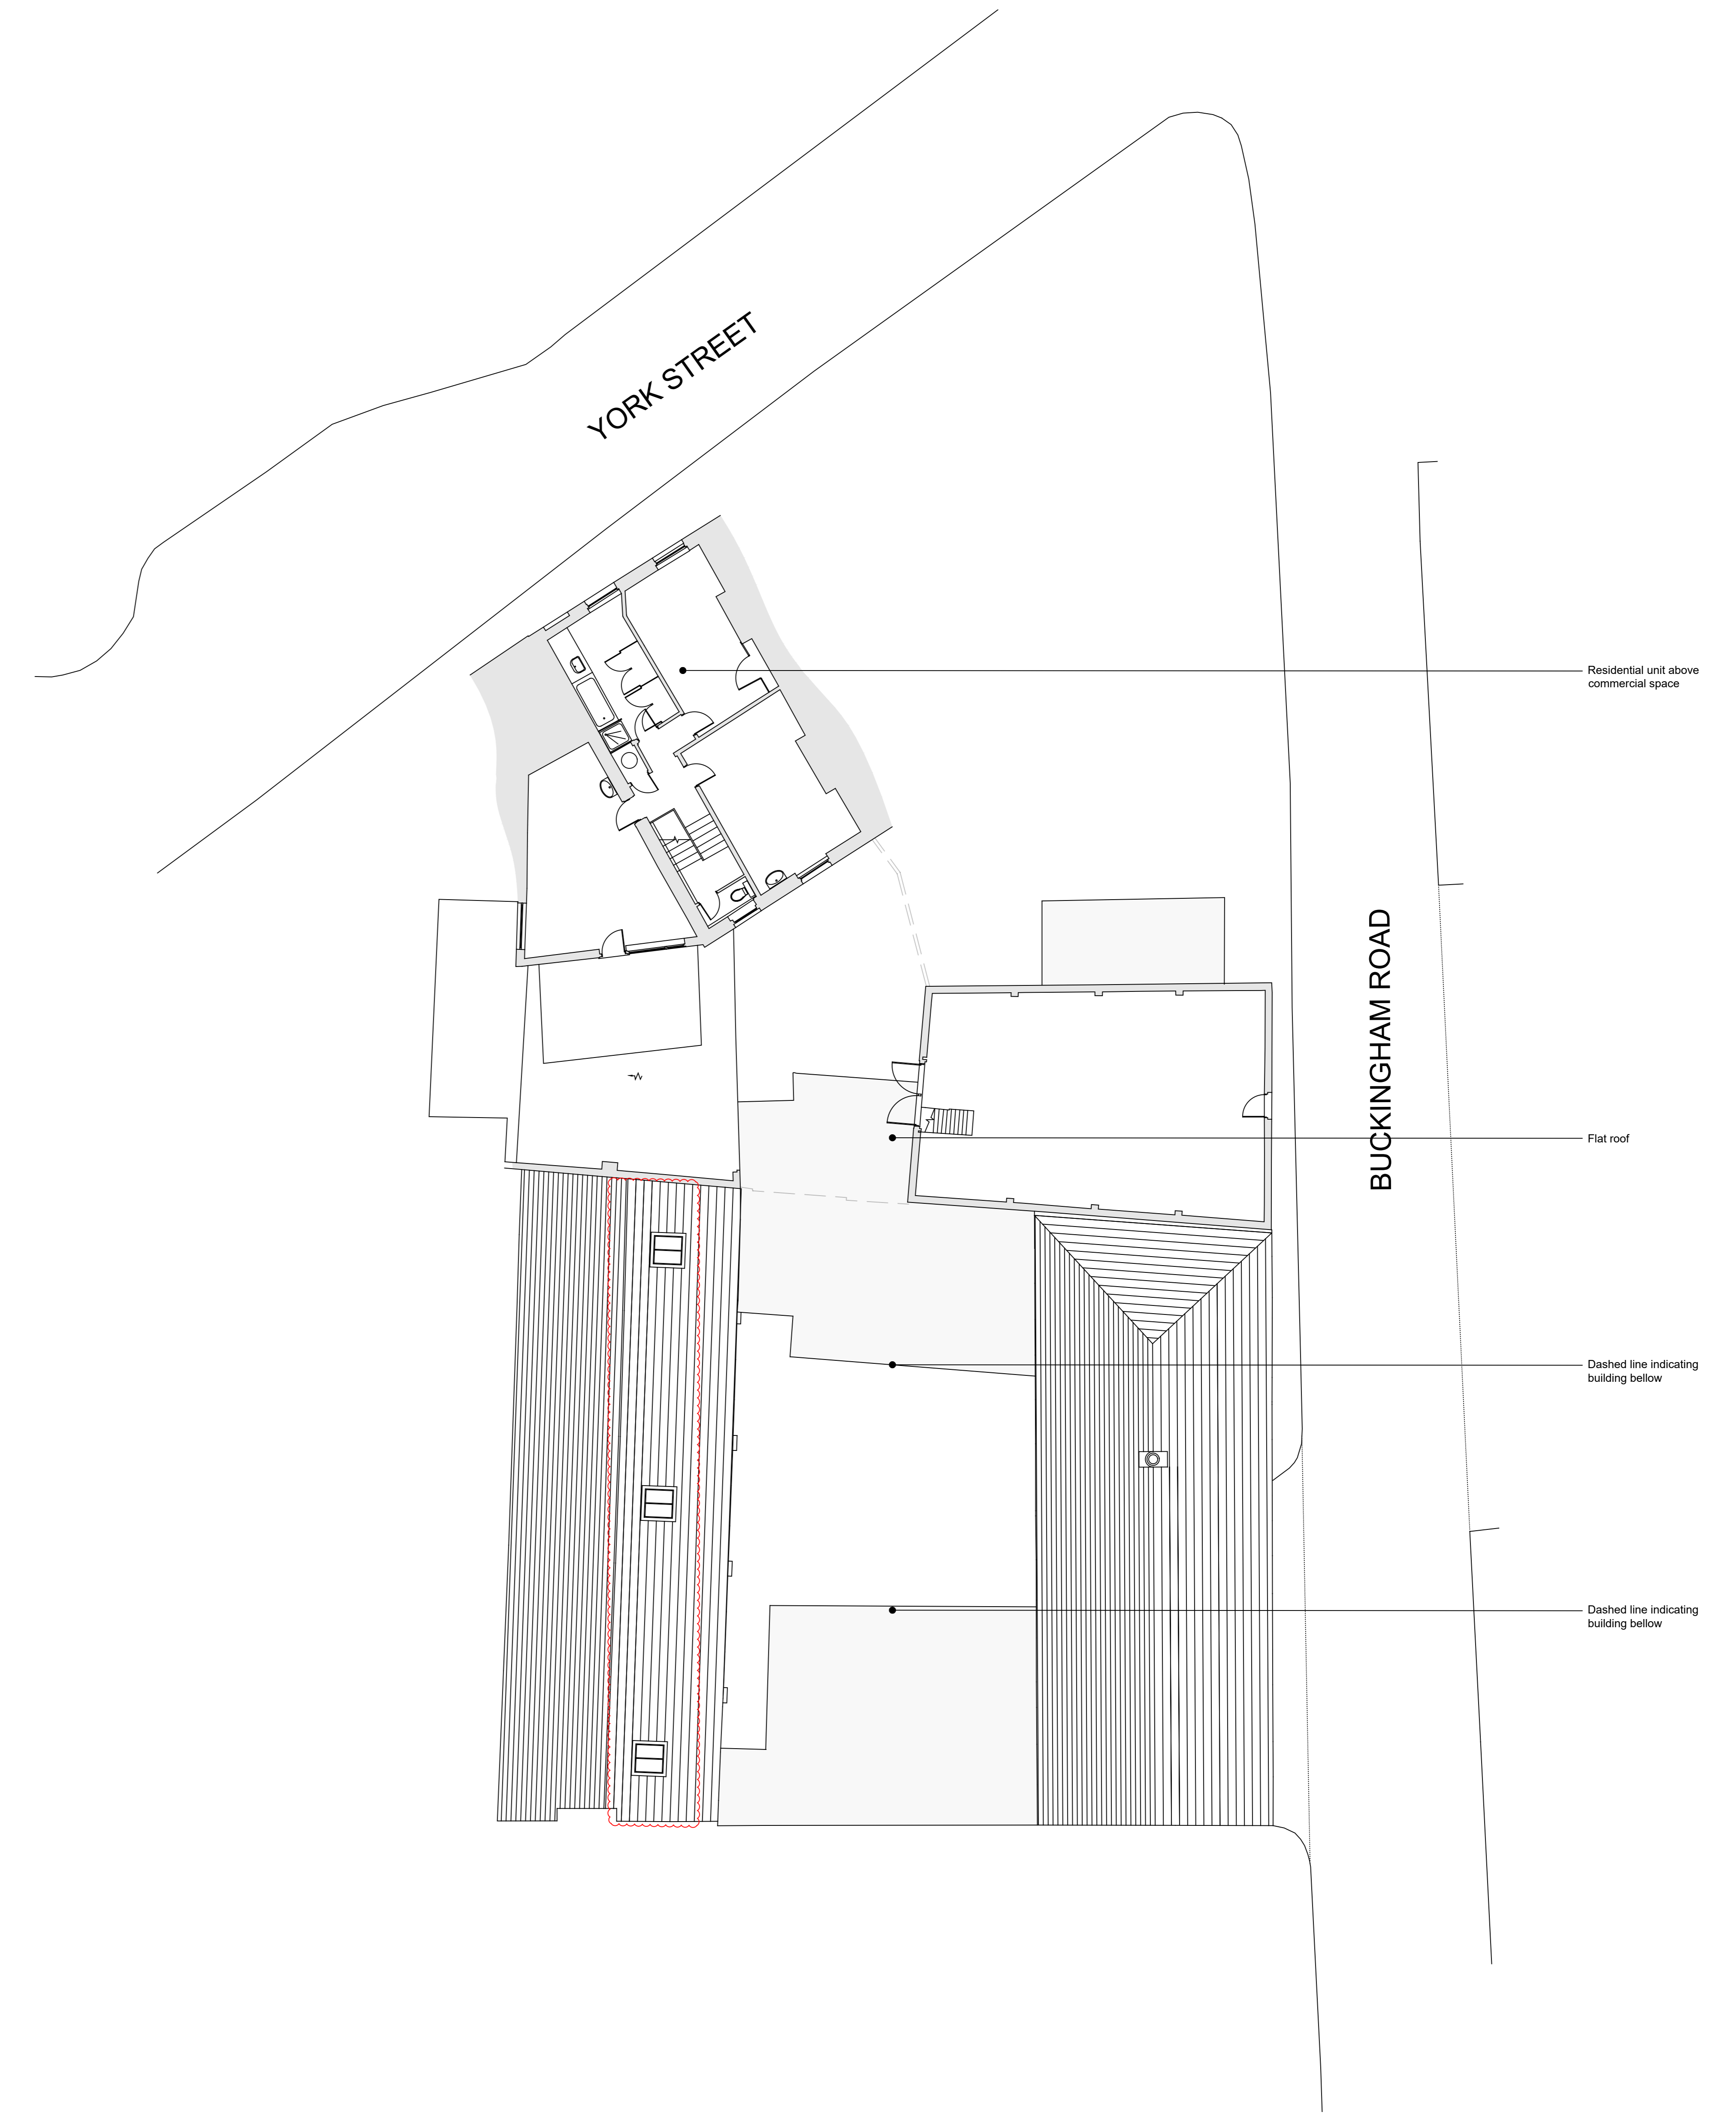 YORK STREET
Residential unit above
commercial space
BUCKINGHAM ROAD
Flat roof
Dashed line indicating
building bellow
Dashed line indicating
building bellow